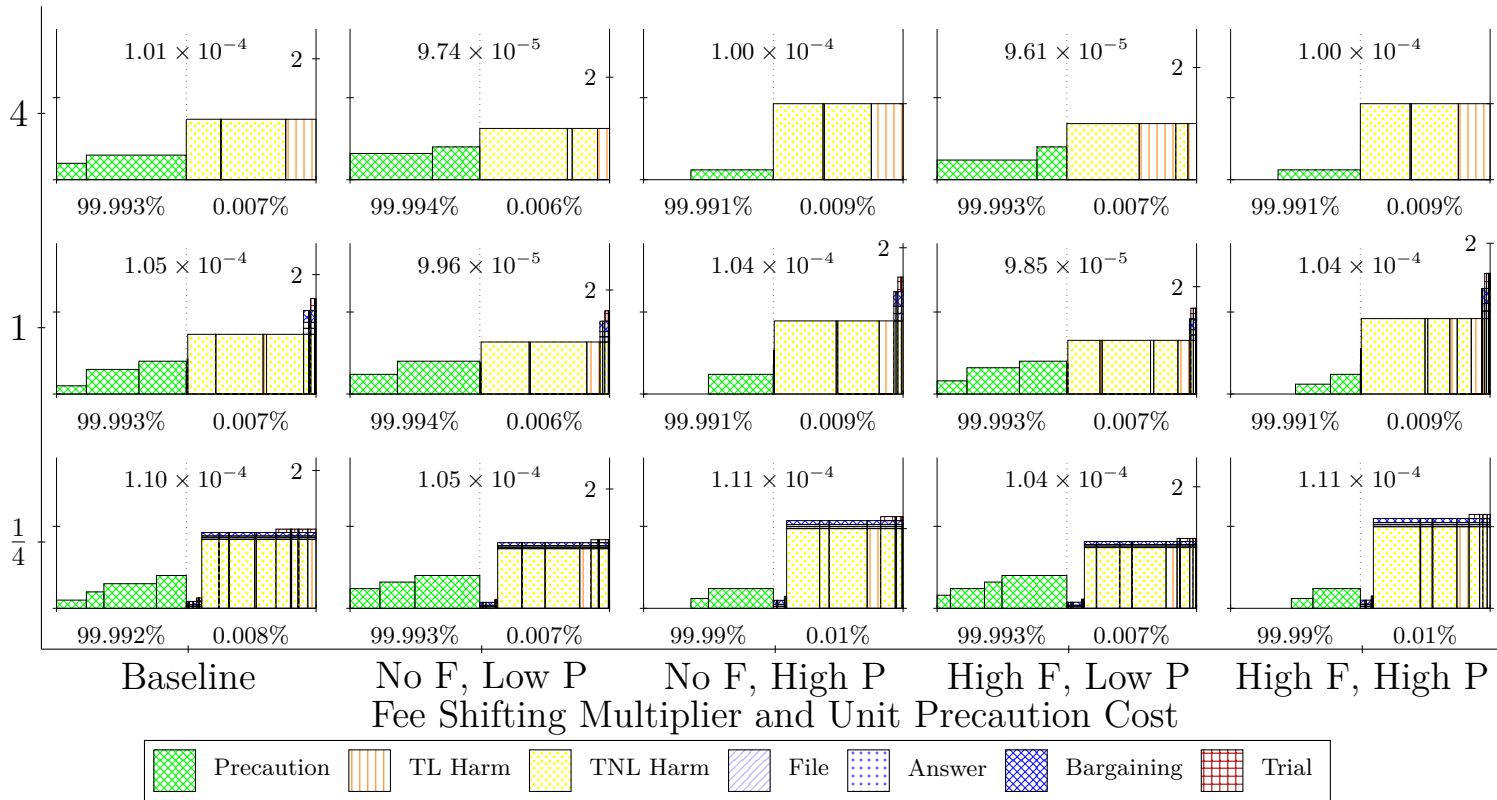 1.01 × 10⁻⁴ 9.74 × 10⁻⁵ 1.00 × 10⁻⁴ 9.61 × 10⁻⁵ 1.00 × 10⁻⁴
2 2 2
4
99.993% 0.007% 99.994% 0.006% 99.991% 0.009% 99.993% 0.007% 99.991% 0.009%
1.05 × 10⁻⁴ 2 9.96 × 10⁻⁵ 2 1.04 × 10⁻⁴ 2 9.85 × 10⁻⁵ 2 1.04 × 10⁻⁴ 2
1
99.993% 0.007% 99.994% 0.006% 99.991% 0.009% 99.993% 0.007% 99.991% 0.009%
1.10 × 10⁻⁴ 2 1.05 × 10⁻⁴ 2 1.11 × 10⁻⁴ 1.04 × 10⁻⁴ 2 1.11 × 10⁻⁴
1/4
99.992% 0.008% 99.993% 0.007% 99.99% 0.01% 99.993% 0.007% 99.99% 0.01%
Baseline No F, Low P No F, High P High F, Low P High F, High P
Fee Shifting Multiplier and Unit Precaution Cost
Precaution TL Harm TNL Harm File Answer Bargaining Trial